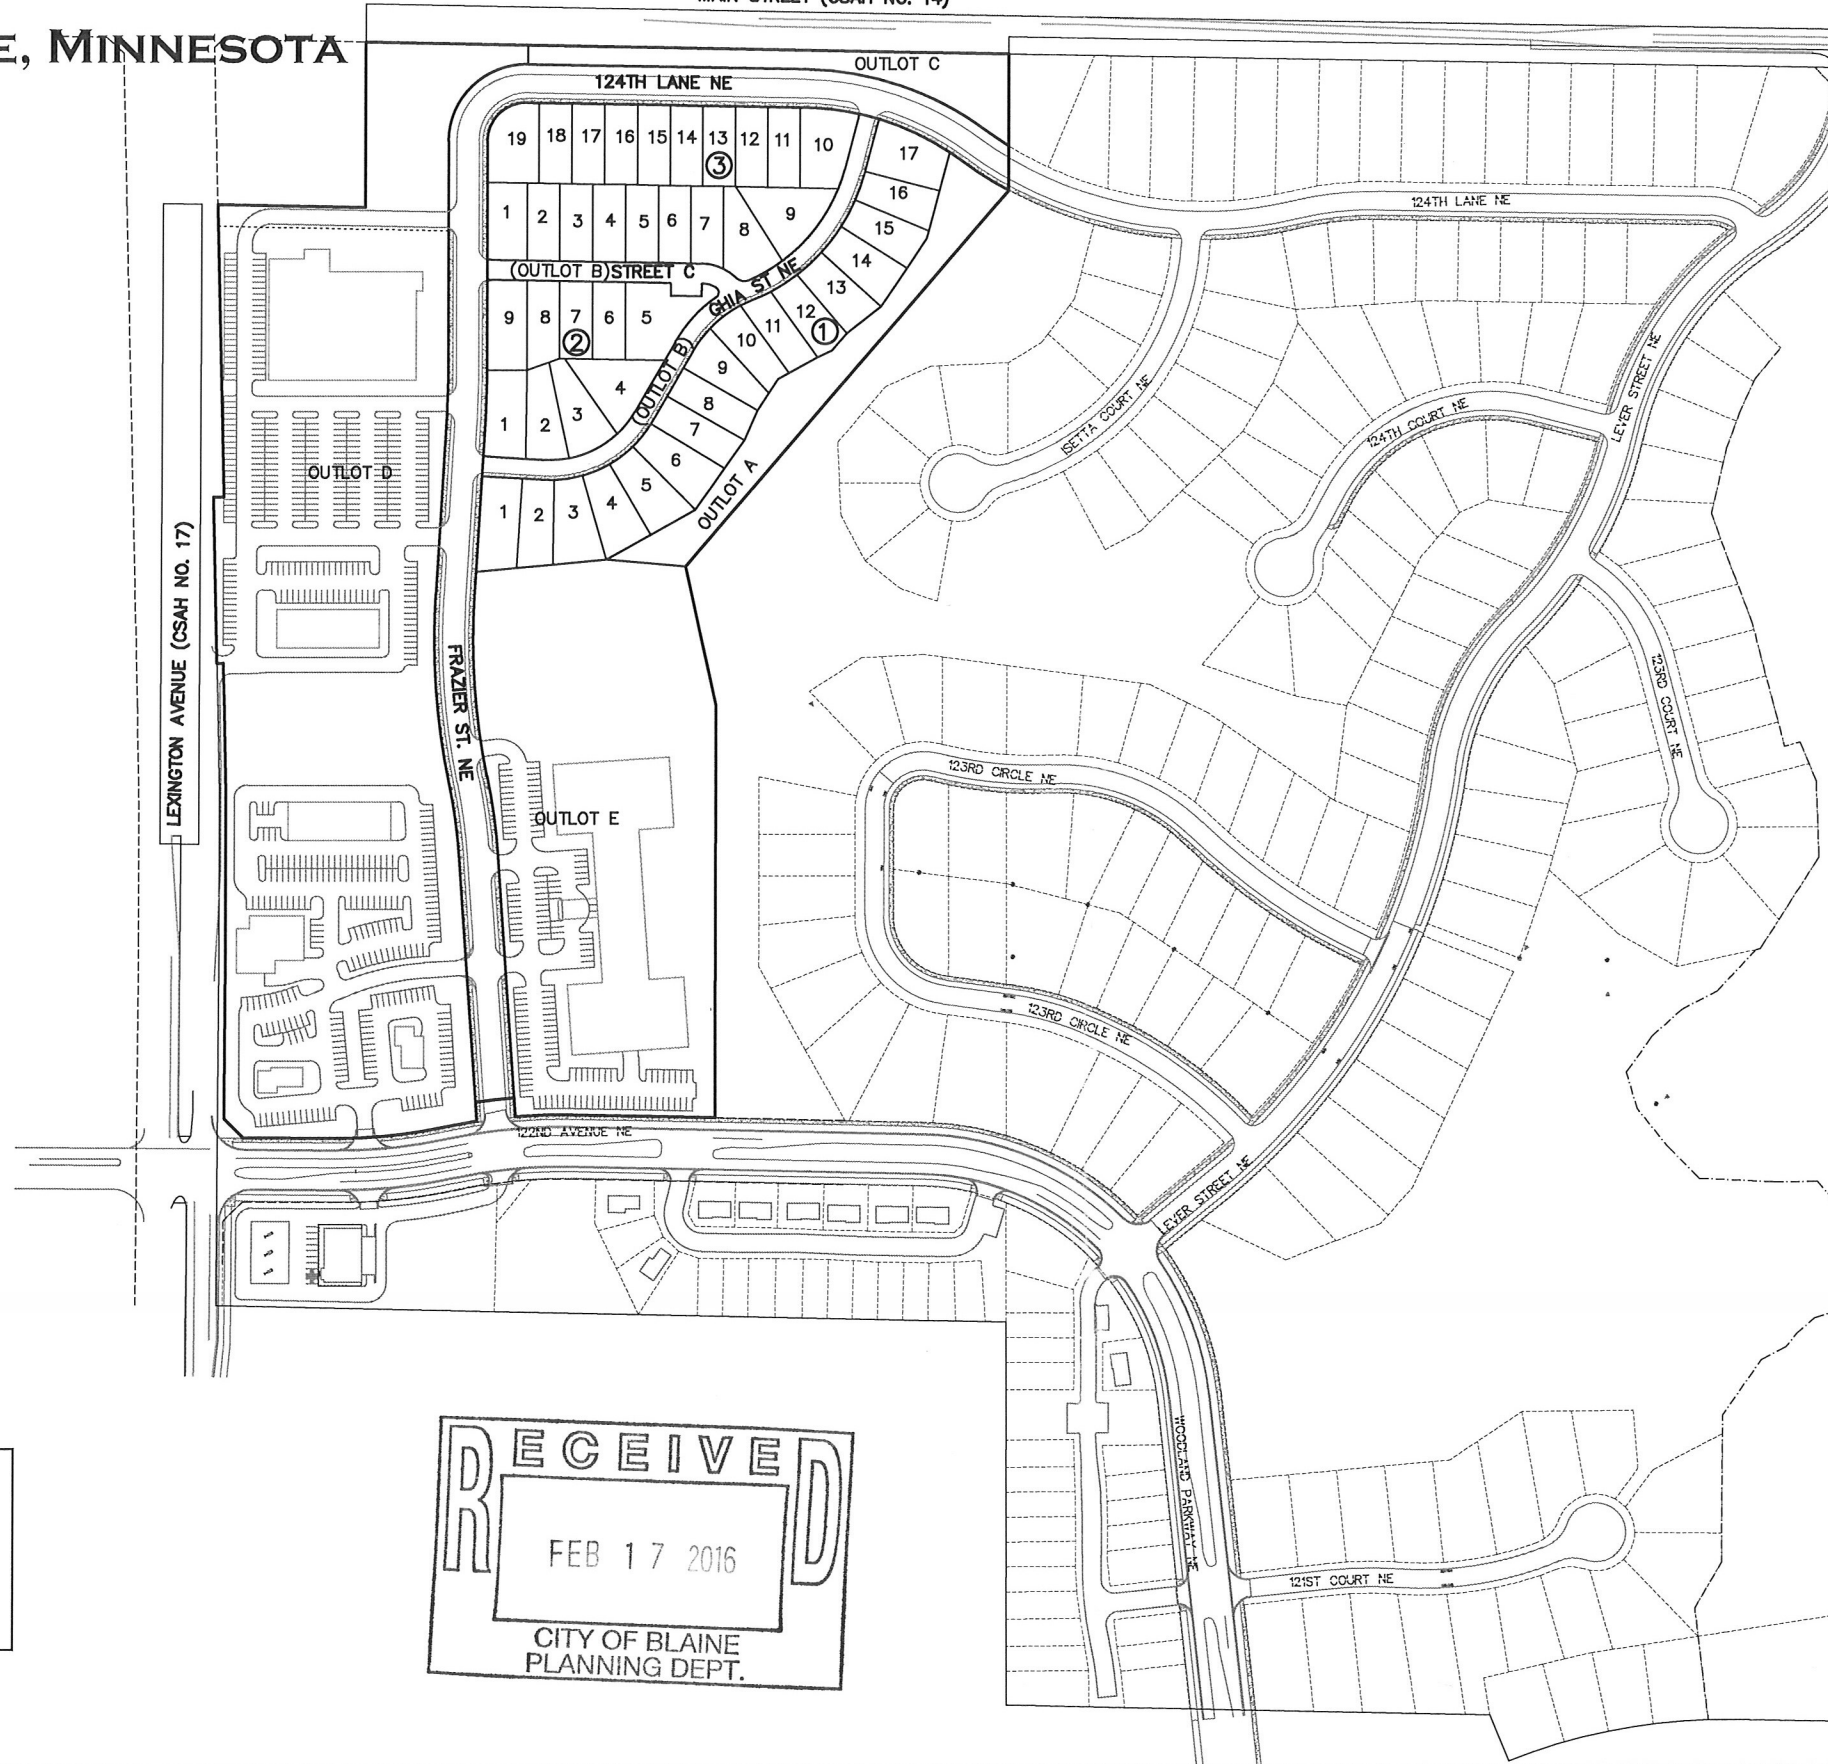 MAIN STREET (CSAH NO. 14)
E, MINNESOTA
OUTLOT C
124TH LANE NE
19 18 17 16 15 14 13 12 11 10
3
17
16
15
14
13
12
11
10
9
8
7
6
5
4
3
2
1
1
1 2 3 4 5 6 7 8 9
(OUTLOT B)STREET C
GHIA ST NE
9 8 7 6 5
2
1 2 3 4
(OUTLOT B)
OUTLOT A
OUTLOT D
LEXINGTON AVENUE (CSAH NO. 17)
FRAZIER ST. NE
OUTLOT E
124TH LANE NE
LEVER STREET NE
ISETTA COURT NE
124TH COURT NE
123RD COURT NE
123RD CIRCLE NE
123RD CIRCLE NE
122ND AVENUE NE
LEVER STREET NE
WOODLAND PARKWAY NE
121ST COURT NE
RECEIVED
FEB 17 2016
CITY OF BLAINE
PLANNING DEPT.